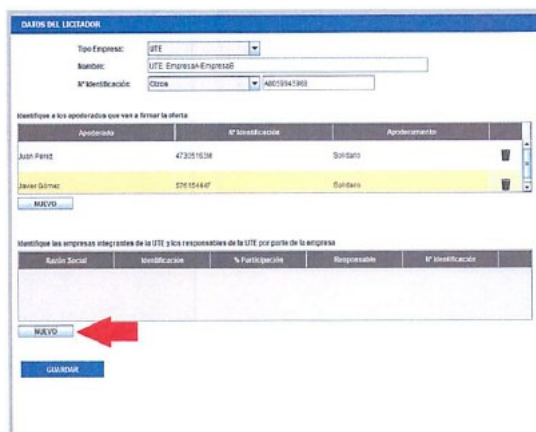 DATOS DEL LICITADOR
Tipo Empresa: UTE
Nombre: UTE EmpresaA-EmpresaB
Nº Identificación: Otros
Identifique a los apoderados que van a firmar la oferta
Apoderado Nº Identificación Apoderamiento
Juan Pérez Solidario
Javier Gómez Solidario
NUEVO
Identifique las empresas integrantes de la UTE y los responsables de la UTE por parte de la empresa
Razón Social Identificación % Participación Responsable Nº Identificación
NUEVO
GUARDAR